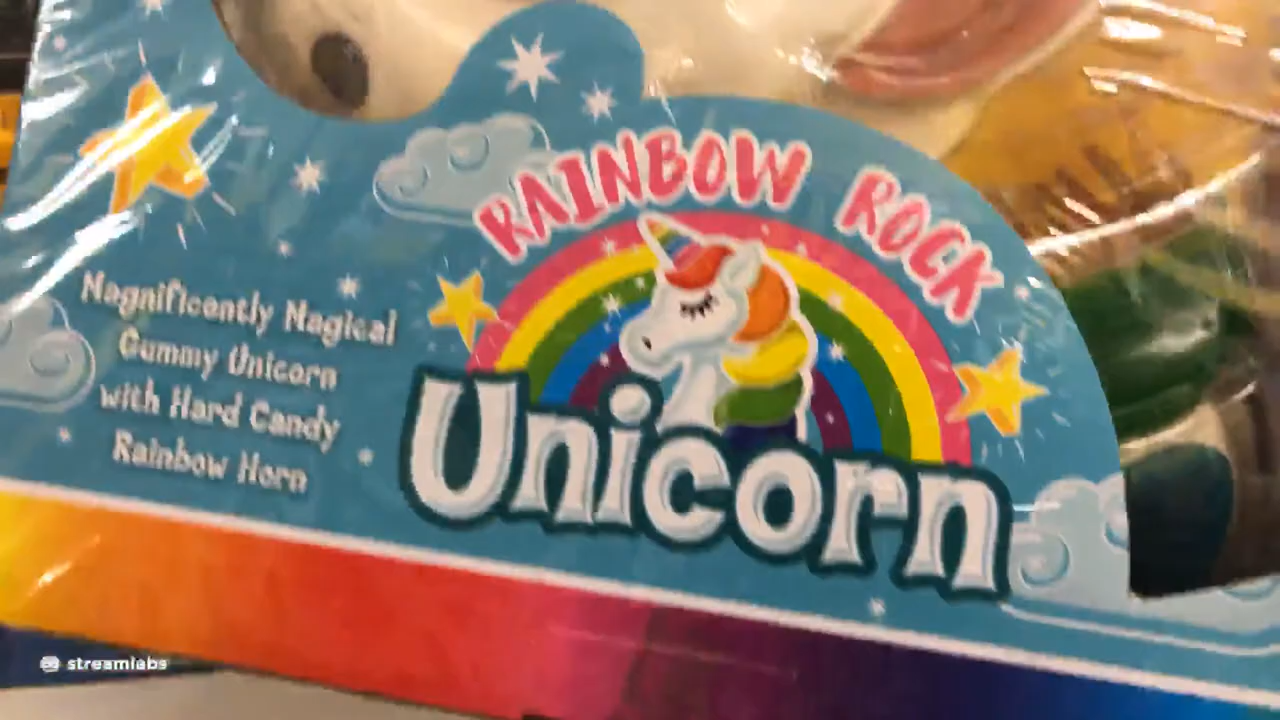 RAINBOW ROCK
Unicorn
Magnificently Magical
Gummy Unicorn
with Hard Candy
Rainbow Horn
streamlabs